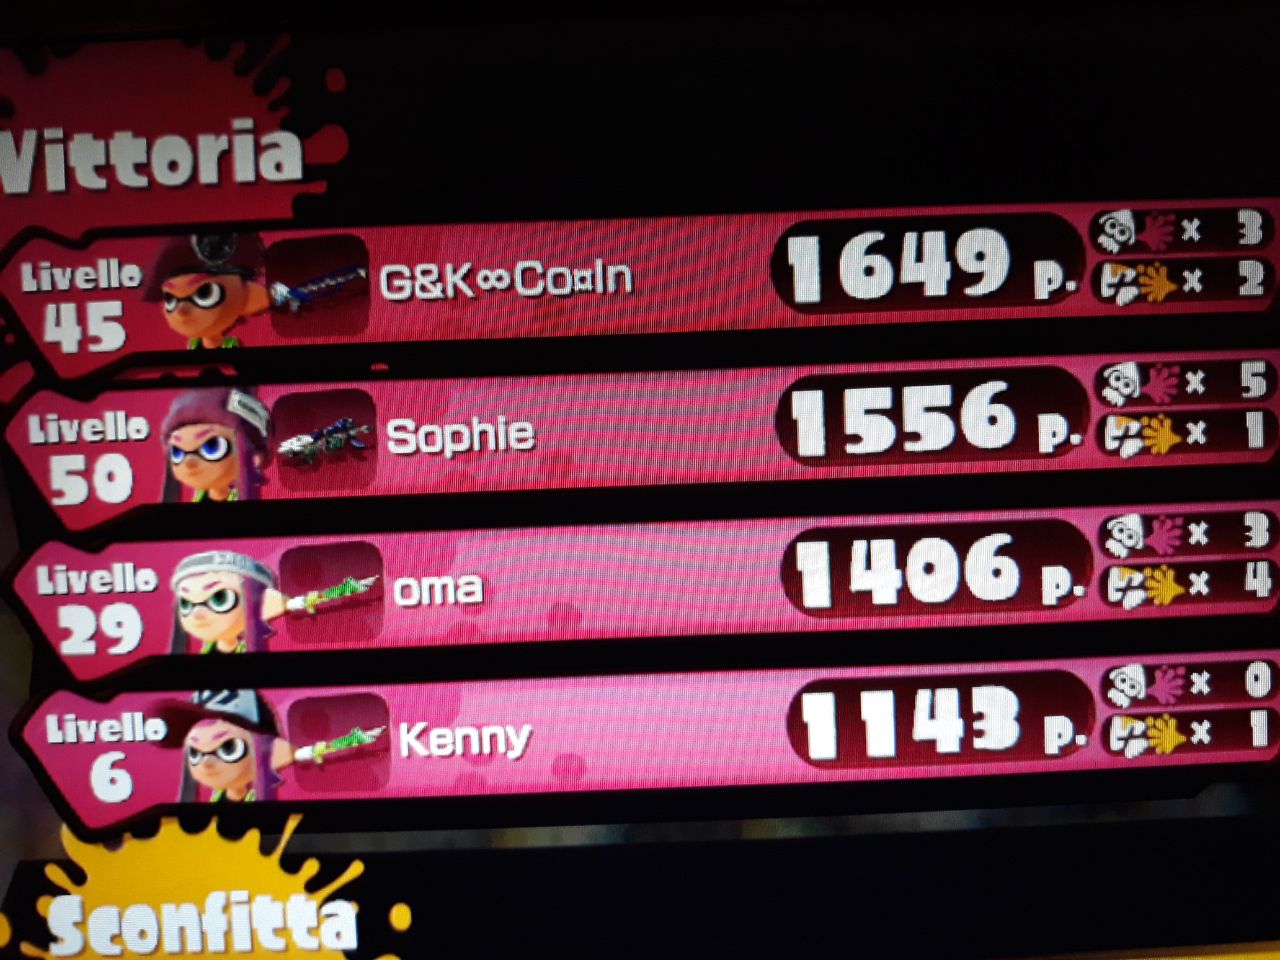 Vittoria
Livello 45 G&K∞Co¤In 1649 p. × 3 × 2
Livello 50 Sophie 1556 p. × 5 × 1
Livello 29 oma 1406 p. × 3 × 4
Livello 6 Kenny 1143 p. × 0 × 1
Sconfitta